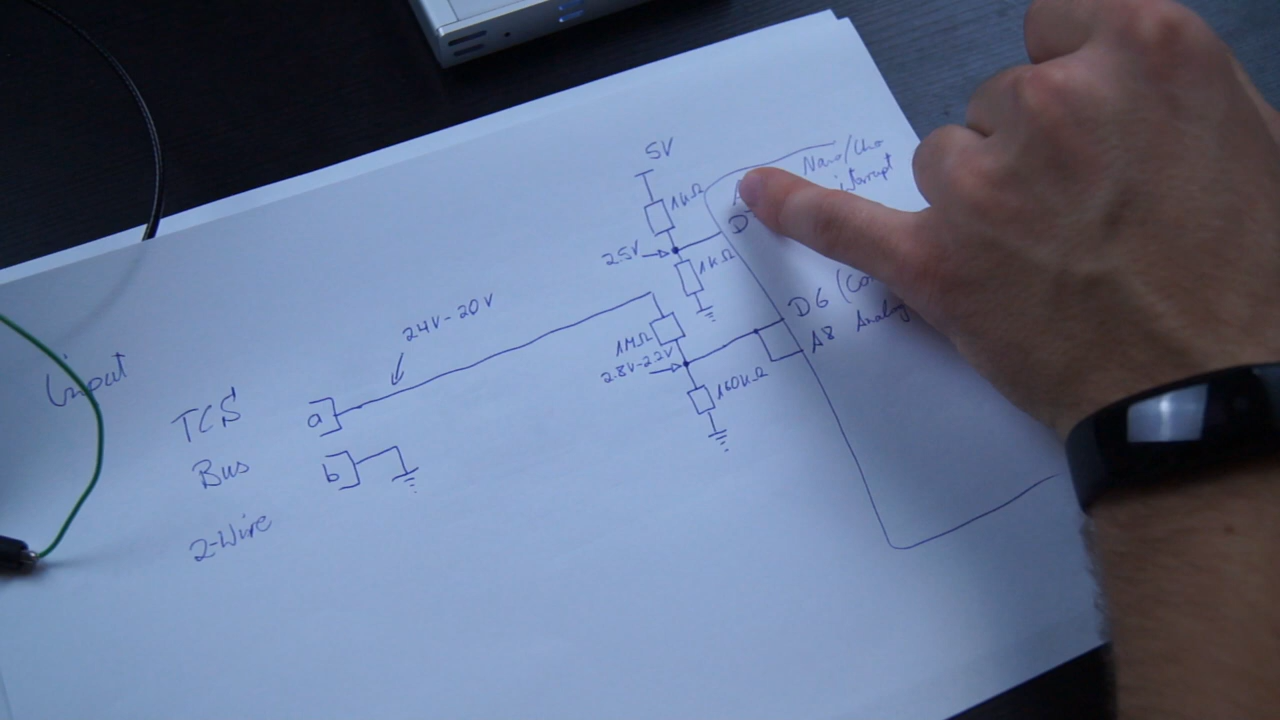 5V
Nano/Uno
1kΩ
D
2.5V
1kΩ
24V-20V
D6
1MΩ
A8 Analog
2.8V-2.2V
160kΩ
Input
TCS
a
Bus
b
2-Wire